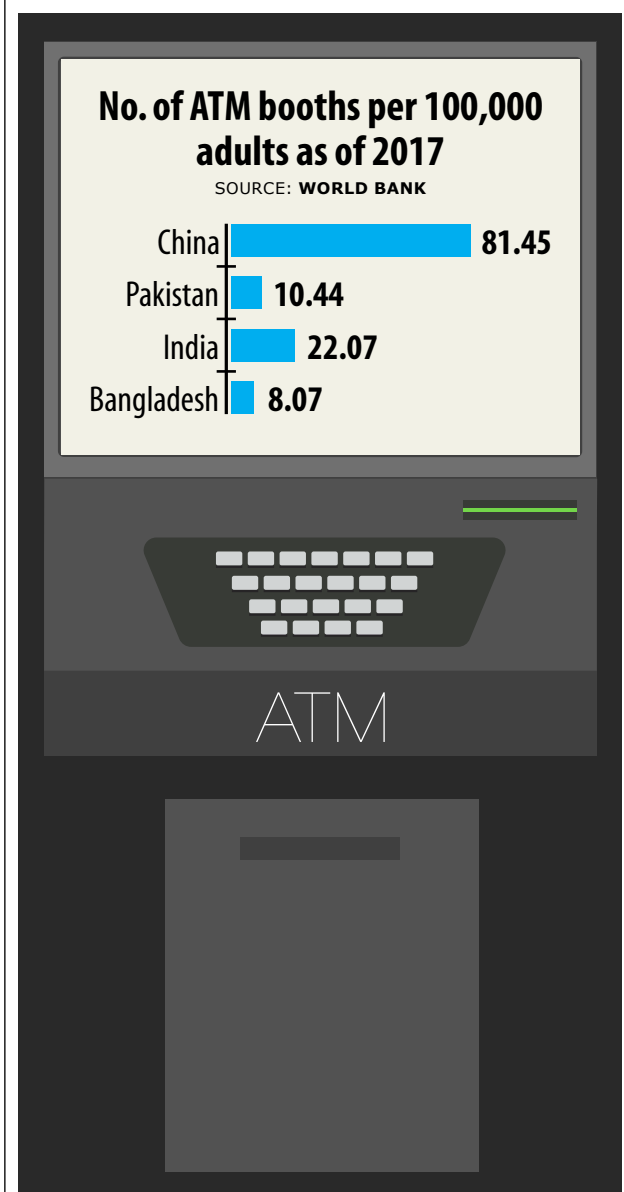 No. of ATM booths per 100,000
adults as of 2017
SOURCE: WORLD BANK
China 81.45
Pakistan 10.44
India 22.07
Bangladesh 8.07
ATM